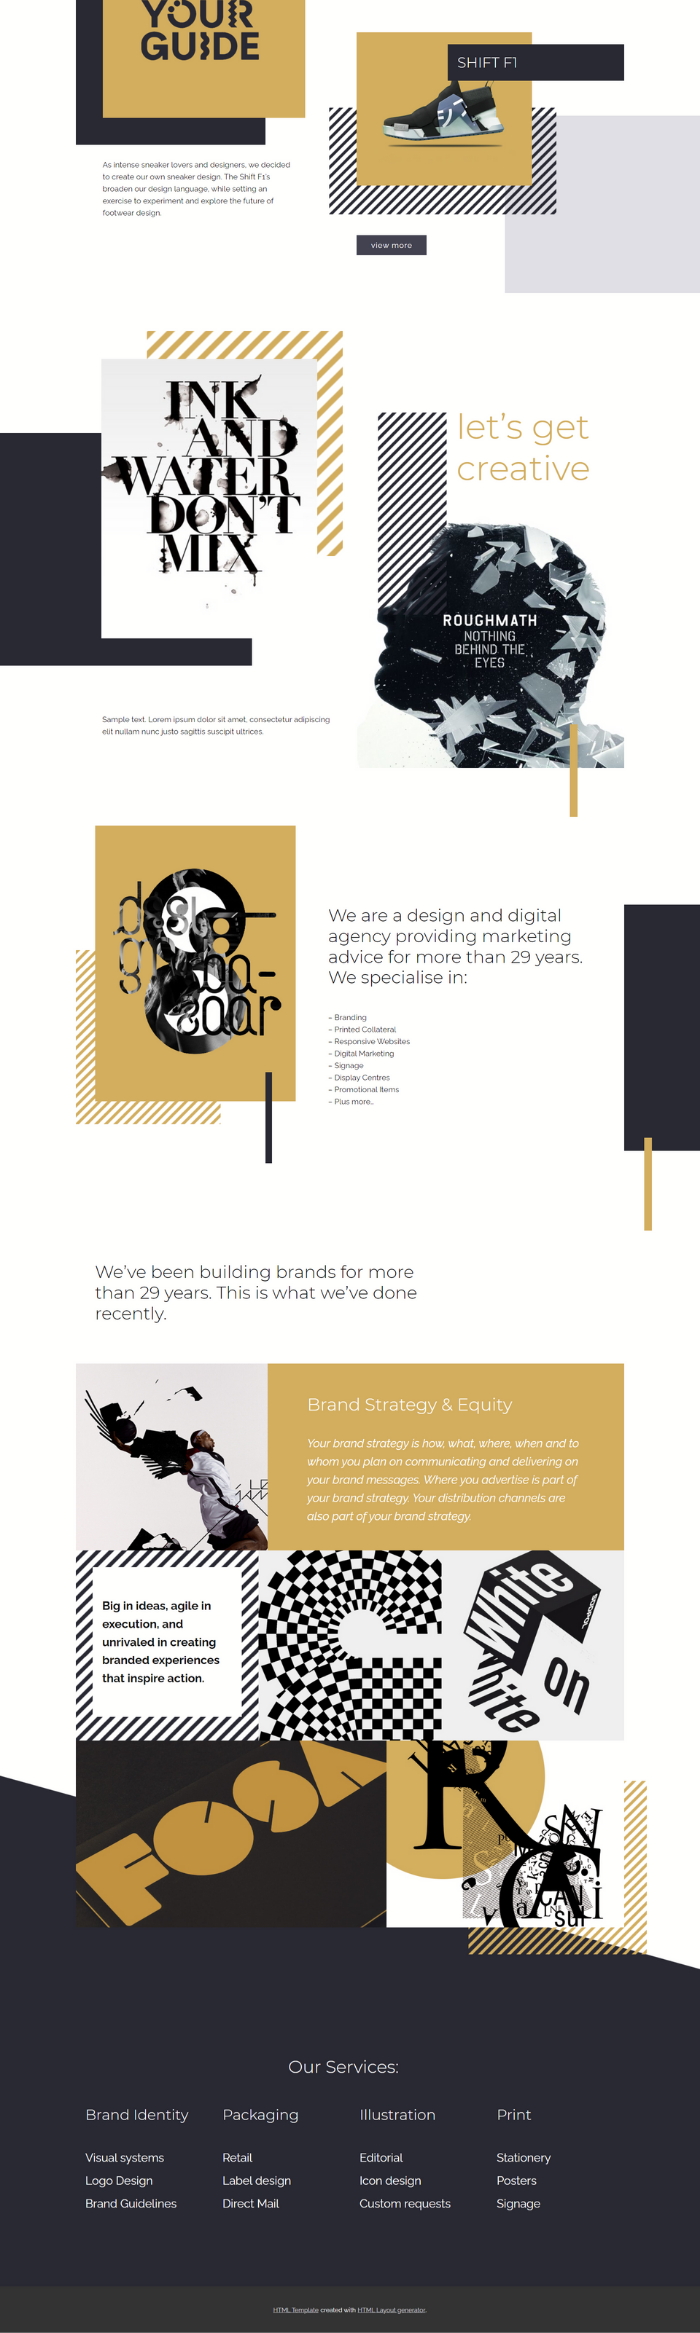 YOUR
GUIDE
SHIFT F1
As intense sneaker lovers and designers, we decided
to create our own sneaker design. The Shift F1's
broaden our design language, while setting an
exercise to experiment and explore the future of
footwear design.
view more
INK
AND
WATER
DON'T
MIX
let's get
creative
ROUGHMATH
NOTHING
BEHIND THE
EYES
Sample text. Lorem ipsum dolor sit amet, consectetur adipiscing
elit nullam nunc justo sagittis suscipit ultrices.
We are a design and digital
agency providing marketing
advice for more than 29 years.
We specialise in:
– Branding
– Printed Collateral
– Responsive Websites
– Digital Marketing
– Signage
– Display Centres
– Promotional Items
– Plus more..
We've been building brands for more
than 29 years. This is what we've done
recently.
Brand Strategy & Equity
Your brand strategy is how, what, where, when and to
whom you plan on communicating and delivering on
your brand messages. Where you advertise is part of
your brand strategy. Your distribution channels are
also part of your brand strategy.
Big in ideas, agile in
execution, and
unrivaled in creating
branded experiences
that inspire action.
white
on
Our Services:
Brand Identity
Visual systems
Logo Design
Brand Guidelines
Packaging
Retail
Label design
Direct Mail
Illustration
Editorial
Icon design
Custom requests
Print
Stationery
Posters
Signage
HTML Template created with HTML Layout generator.